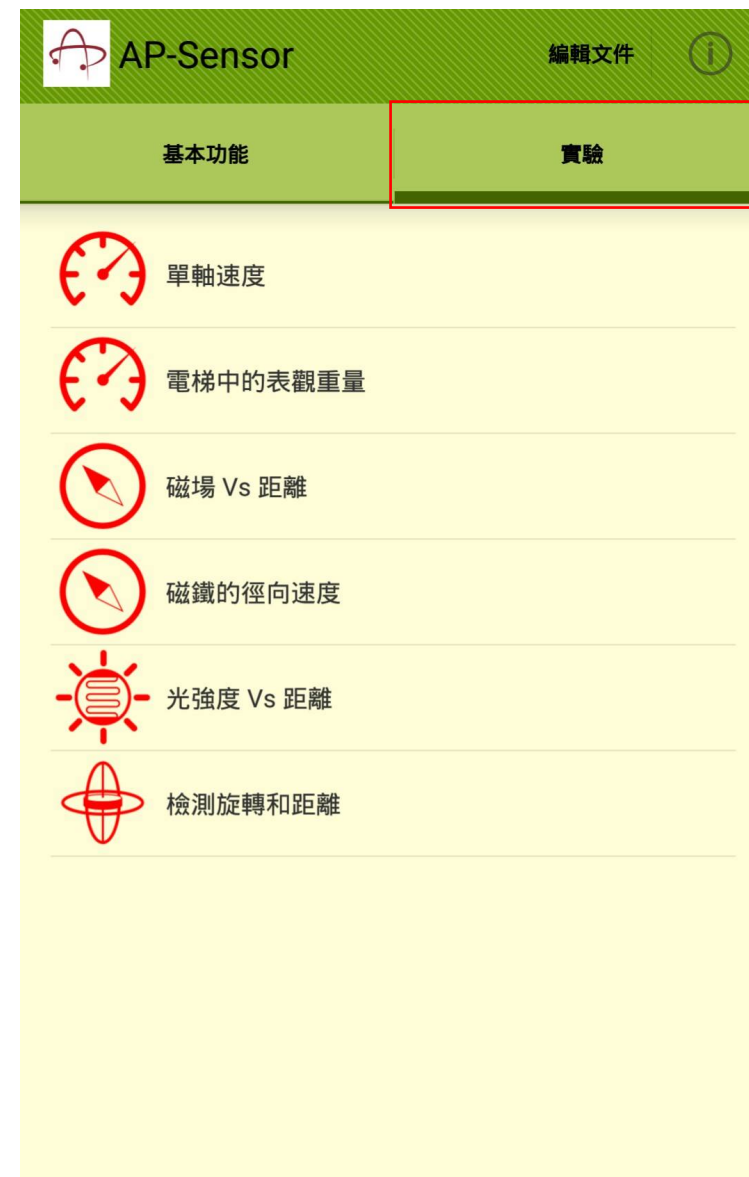 AP-Sensor 編輯文件
基本功能 實驗
單軸速度
電梯中的表觀重量
磁場 Vs 距離
磁鐵的徑向速度
光強度 Vs 距離
檢測旋轉和距離